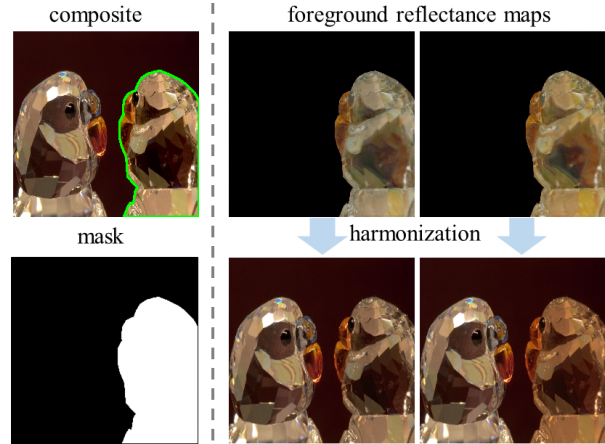 composite
foreground reflectance maps
mask
harmonization